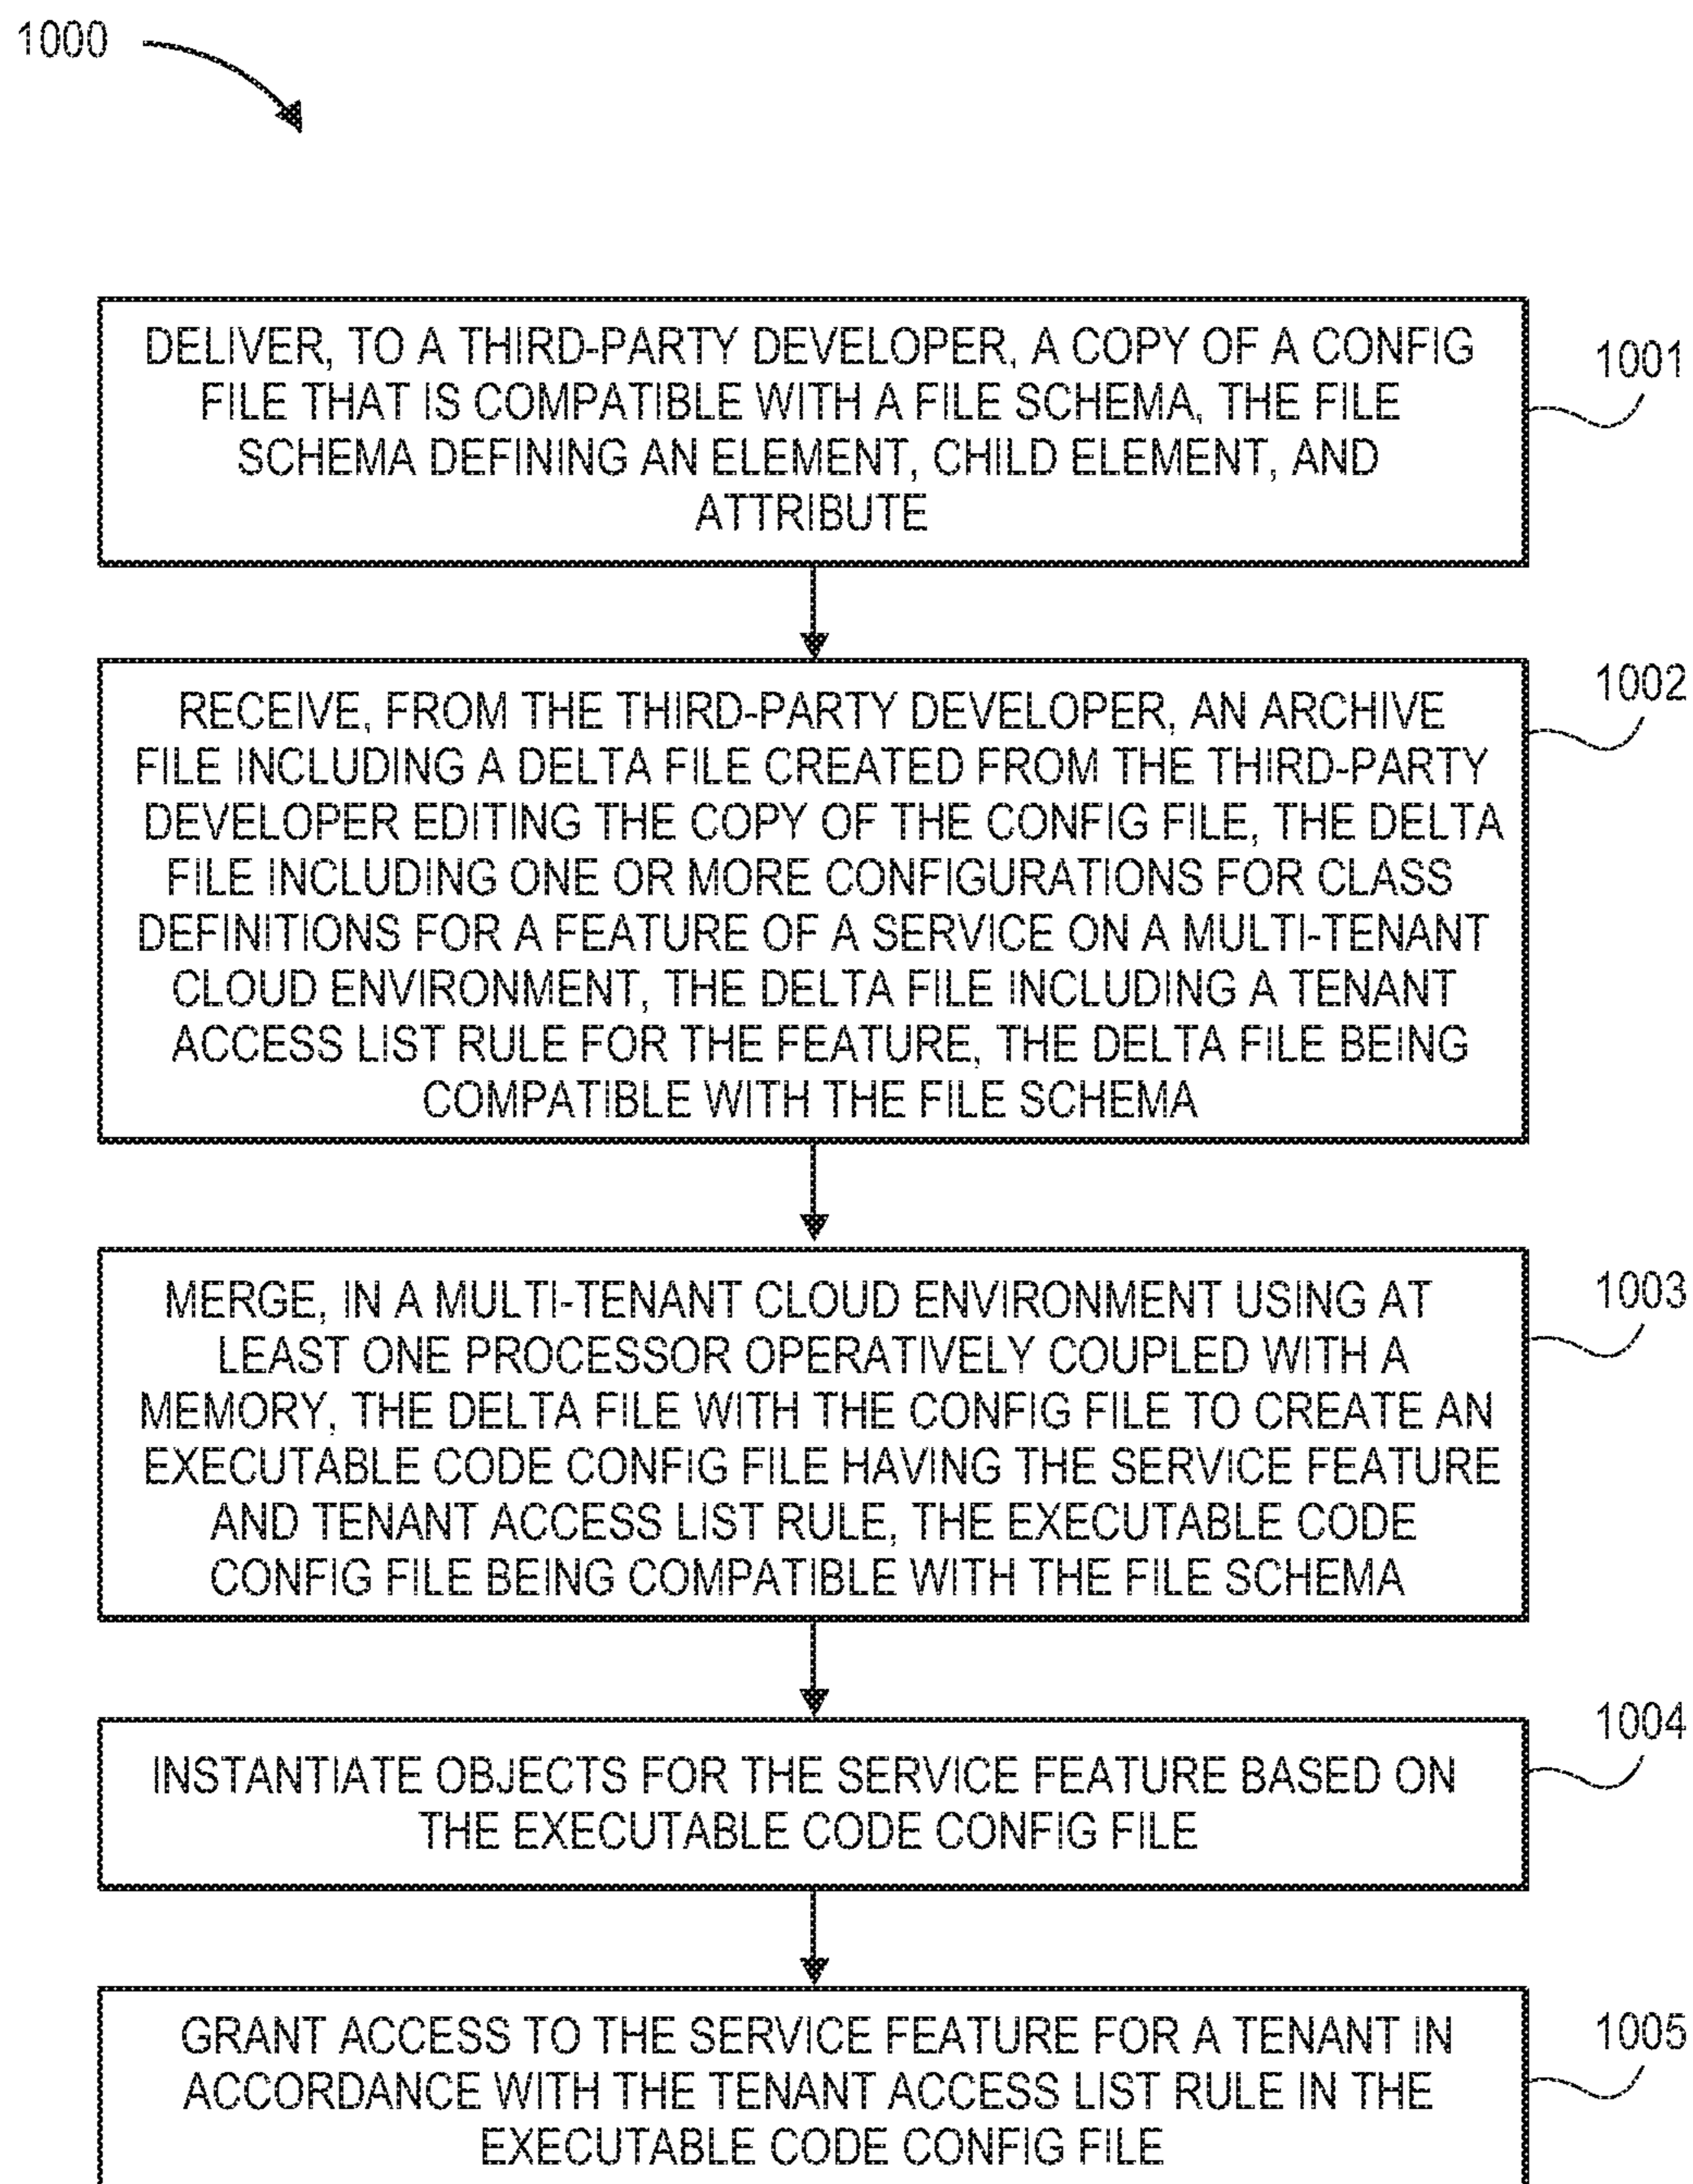 1000
DELIVER, TO A THIRD-PARTY DEVELOPER, A COPY OF A CONFIG
FILE THAT IS COMPATIBLE WITH A FILE SCHEMA, THE FILE
SCHEMA DEFINING AN ELEMENT, CHILD ELEMENT, AND
ATTRIBUTE
1001
RECEIVE, FROM THE THIRD-PARTY DEVELOPER, AN ARCHIVE
FILE INCLUDING A DELTA FILE CREATED FROM THE THIRD-PARTY
DEVELOPER EDITING THE COPY OF THE CONFIG FILE, THE DELTA
FILE INCLUDING ONE OR MORE CONFIGURATIONS FOR CLASS
DEFINITIONS FOR A FEATURE OF A SERVICE ON A MULTI-TENANT
CLOUD ENVIRONMENT, THE DELTA FILE INCLUDING A TENANT
ACCESS LIST RULE FOR THE FEATURE, THE DELTA FILE BEING
COMPATIBLE WITH THE FILE SCHEMA
1002
MERGE, IN A MULTI-TENANT CLOUD ENVIRONMENT USING AT
LEAST ONE PROCESSOR OPERATIVELY COUPLED WITH A
MEMORY, THE DELTA FILE WITH THE CONFIG FILE TO CREATE AN
EXECUTABLE CODE CONFIG FILE HAVING THE SERVICE FEATURE
AND TENANT ACCESS LIST RULE, THE EXECUTABLE CODE
CONFIG FILE BEING COMPATIBLE WITH THE FILE SCHEMA
1003
INSTANTIATE OBJECTS FOR THE SERVICE FEATURE BASED ON
THE EXECUTABLE CODE CONFIG FILE
1004
GRANT ACCESS TO THE SERVICE FEATURE FOR A TENANT IN
ACCORDANCE WITH THE TENANT ACCESS LIST RULE IN THE
EXECUTABLE CODE CONFIG FILE
1005